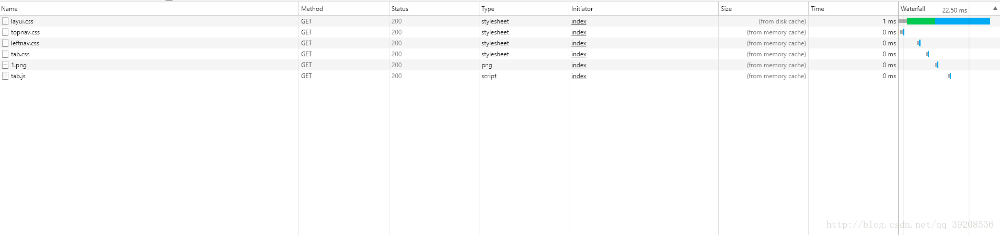 Name Method Status Type Initiator Size Time Waterfall 22.50 ms ▲
layui.css GET 200 stylesheet index (from disk cache) 1 ms
topnav.css GET 200 stylesheet index (from memory cache) 0 ms
leftnav.css GET 200 stylesheet index (from memory cache) 0 ms
tab.css GET 200 stylesheet index (from memory cache) 0 ms
1.png GET 200 png index (from memory cache) 0 ms
tab.js GET 200 script index (from memory cache) 0 ms
http://blog.csdn.net/qq_39208536